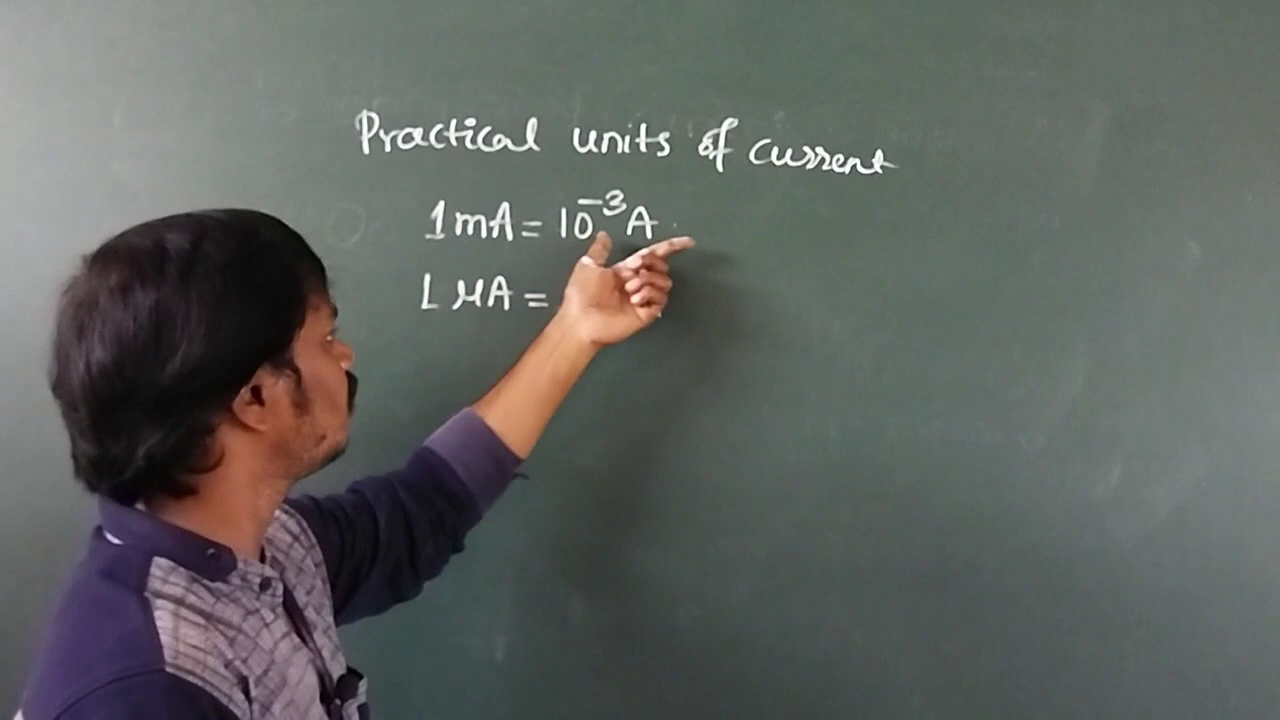 Practical units of current
1mA = 10⁻³A
1 μA =